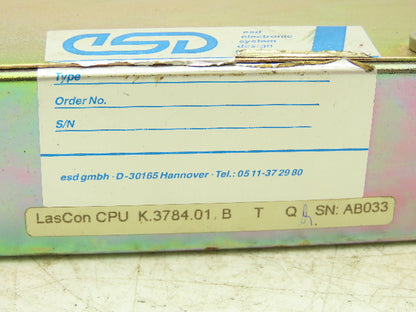 esd
esd electronic
system
design
Type
Order No.
S/N
esd gmbh · D-30165 Hannover · Tel.: 05 11-37 29 80
LasCon CPU K.3784.01. B T Q SN: AB033